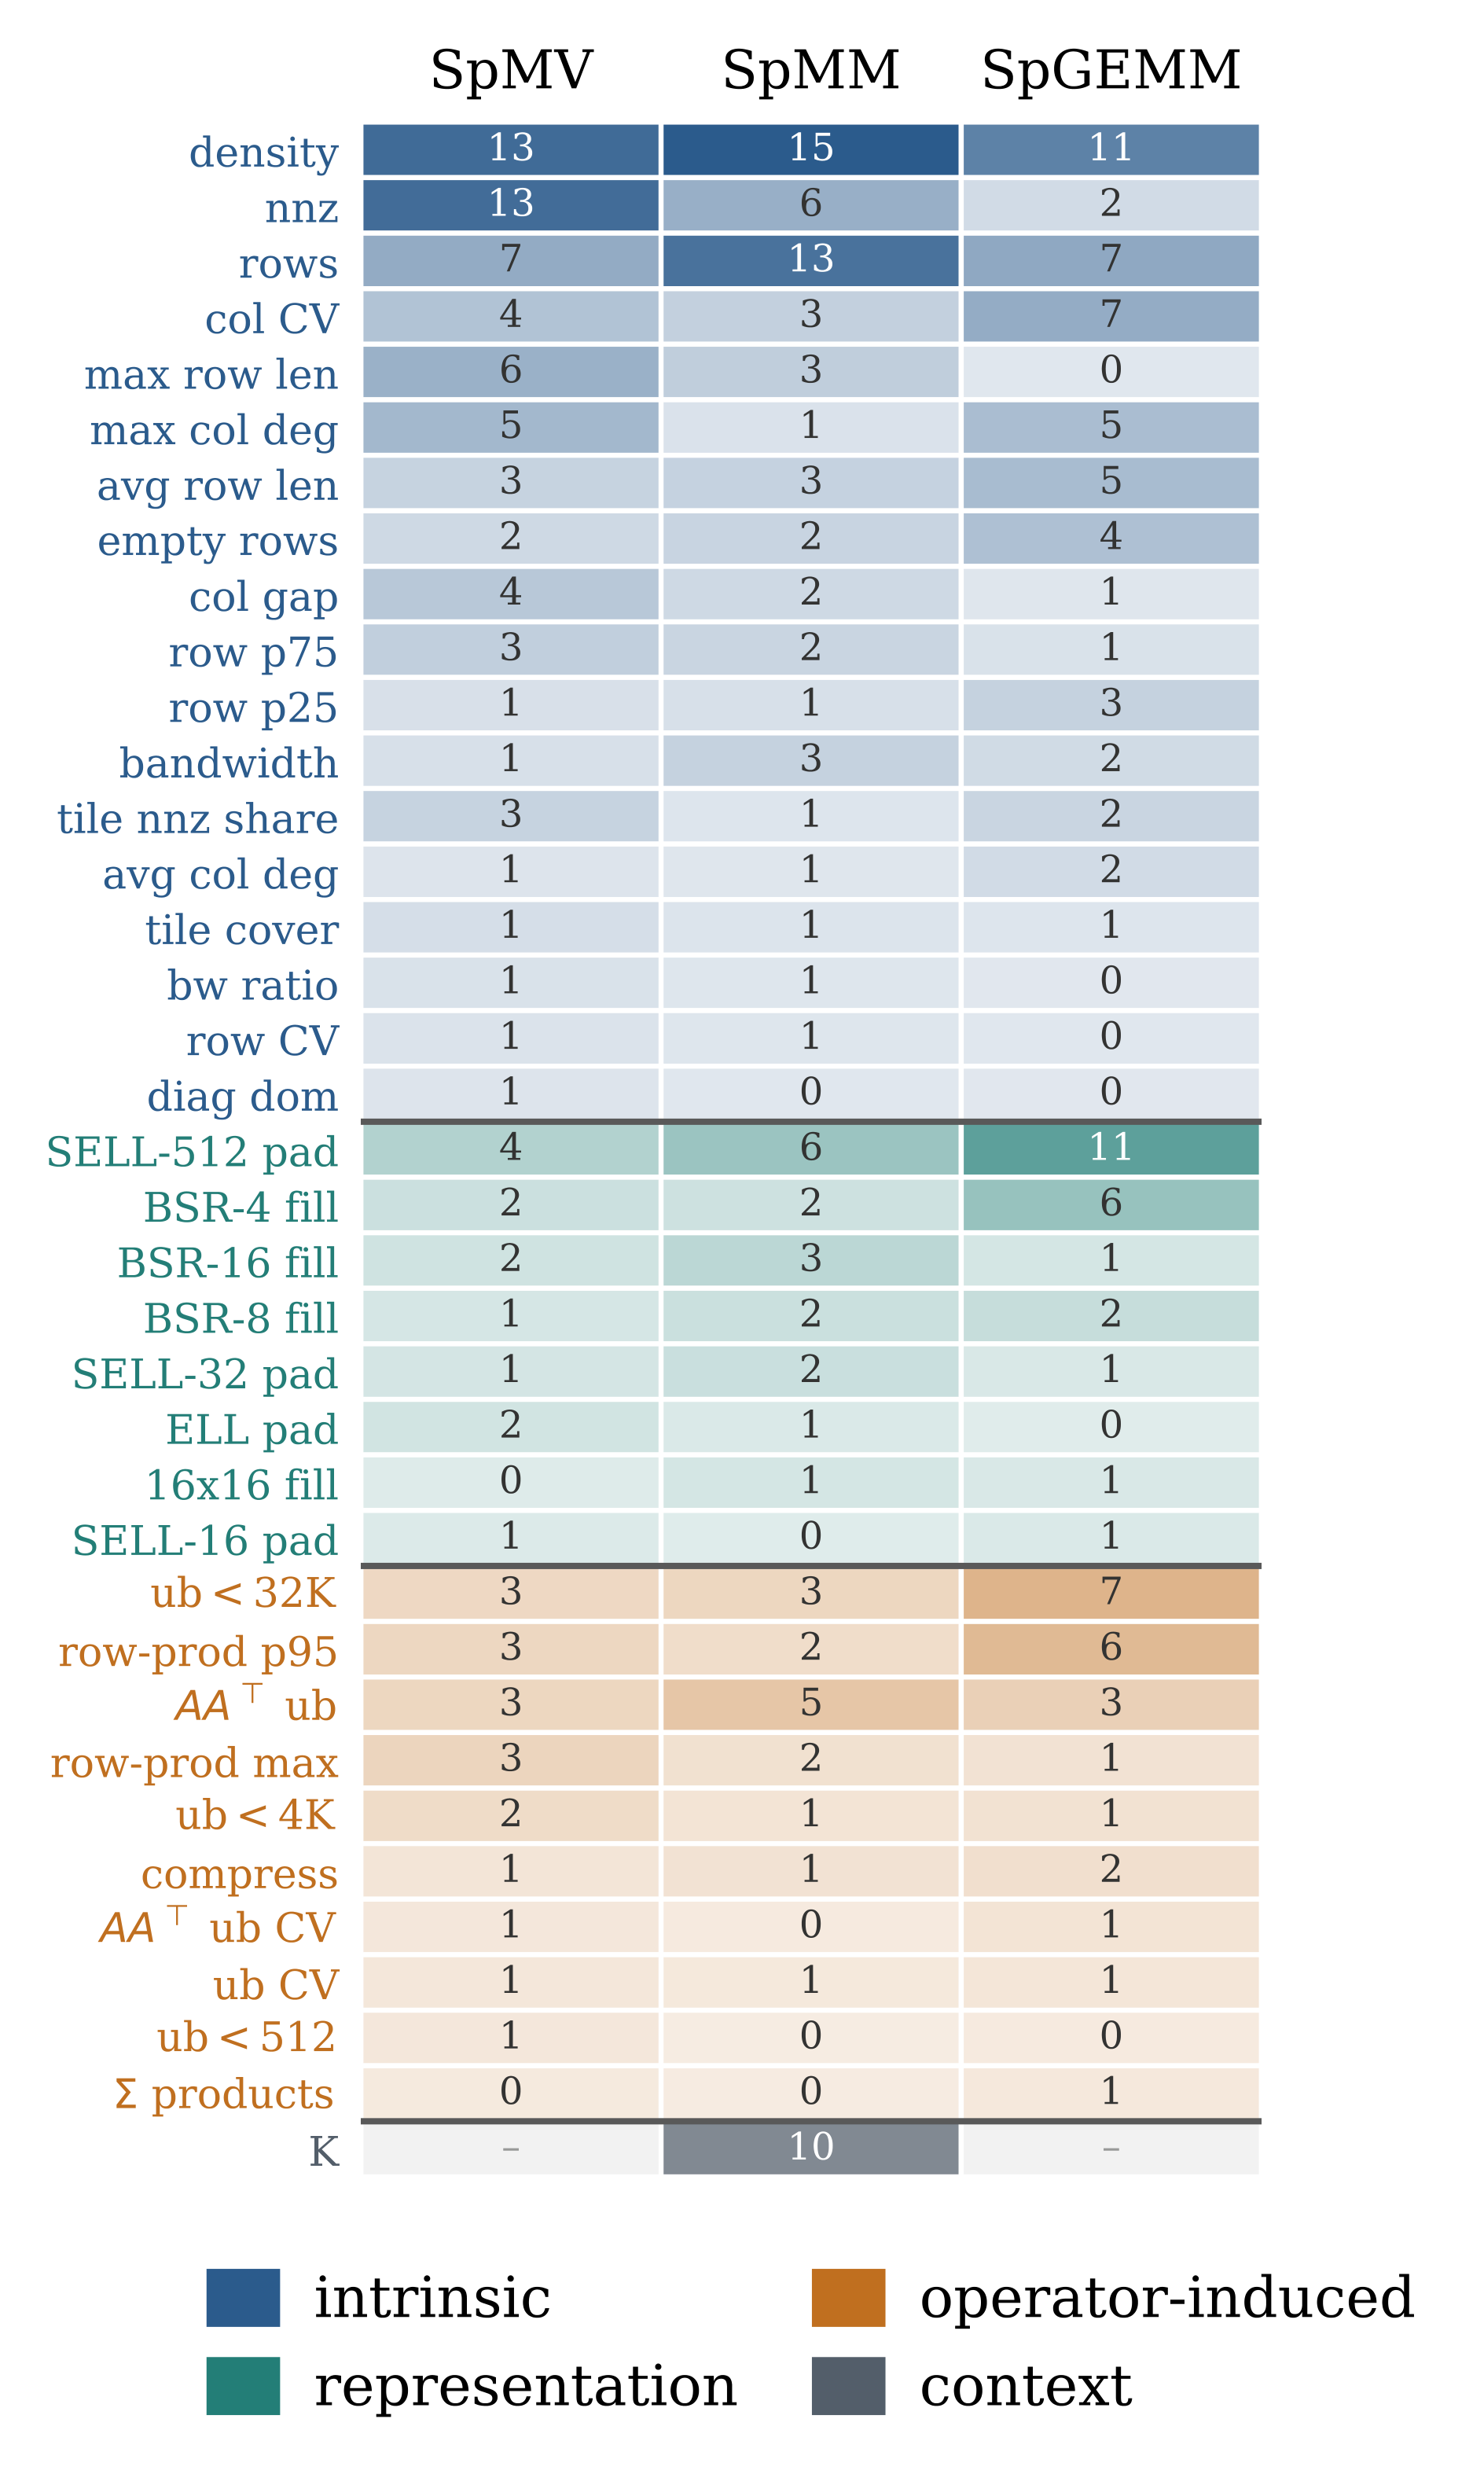 SpMV SpMM SpGEMM
density 13 15 11
nnz 13 6 2
rows 7 13 7
col CV 4 3 7
max row len 6 3 0
max col deg 5 1 5
avg row len 3 3 5
empty rows 2 2 4
col gap 4 2 1
row p75 3 2 1
row p25 1 1 3
bandwidth 1 3 2
tile nnz share 3 1 2
avg col deg 1 1 2
tile cover 1 1 1
bw ratio 1 1 0
row CV 1 1 0
diag dom 1 0 0
SELL-512 pad 4 6 11
BSR-4 fill 2 2 6
BSR-16 fill 2 3 1
BSR-8 fill 1 2 2
SELL-32 pad 1 2 1
ELL pad 2 1 0
16x16 fill 0 1 1
SELL-16 pad 1 0 1
ub < 32K 3 3 7
row-prod p95 3 2 6
AA⊤ ub 3 5 3
row-prod max 3 2 1
ub < 4K 2 1 1
compress 1 1 2
AA⊤ ub CV 1 0 1
ub CV 1 1 1
ub < 512 1 0 0
Σ products 0 0 1
K – 10 –
intrinsic operator-induced
representation context